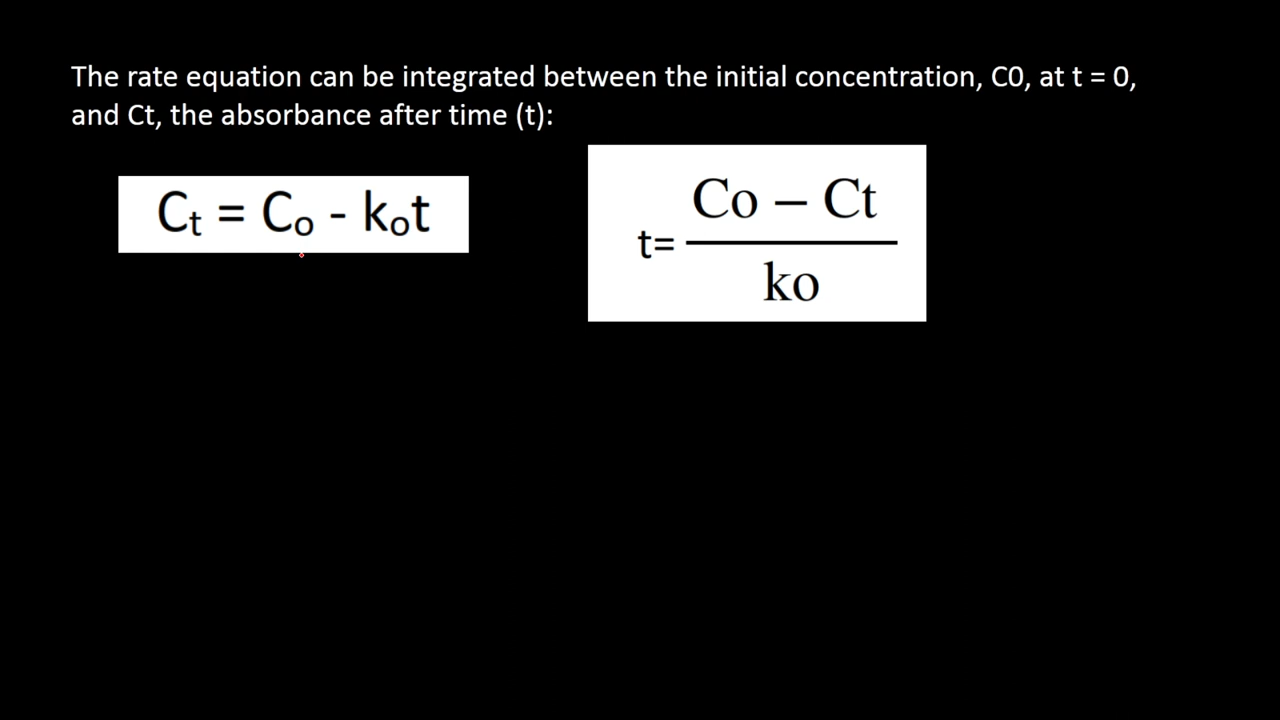 The rate equation can be integrated between the initial concentration, C0, at t = 0,
and Ct, the absorbance after time (t):
Cₜ = Cₒ - kₒt
Co – Ct
t=
ko